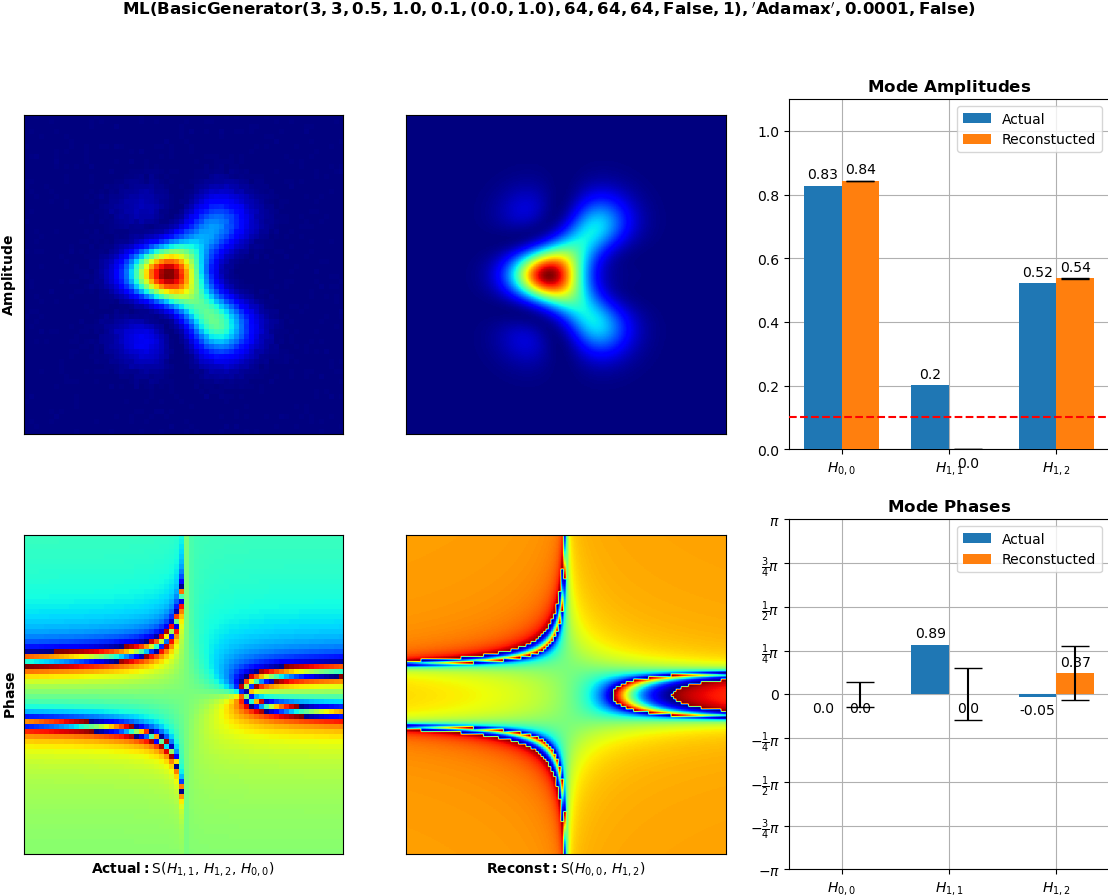 ML(BasicGenerator(3, 3, 0.5, 1.0, 0.1, (0.0, 1.0), 64, 64, 64, False, 1), ′Adamax′, 0.0001, False)
Amplitude
Mode Amplitudes
Actual
Reconstucted
1.0
0.8
0.6
0.4
0.2
0.0
0.83
0.84
0.2
0.0
0.52
0.54
H0,0
H1,1
H1,2
Phase
Actual: S(H1,1, H1,2, H0,0)
Reconst: S(H0,0, H1,2)
Mode Phases
Actual
Reconstucted
π
3/4π
1/2π
1/4π
0
−1/4π
−1/2π
−3/4π
−π
0.0
0.0
0.89
0.0
-0.05
0.37
H0,0
H1,1
H1,2